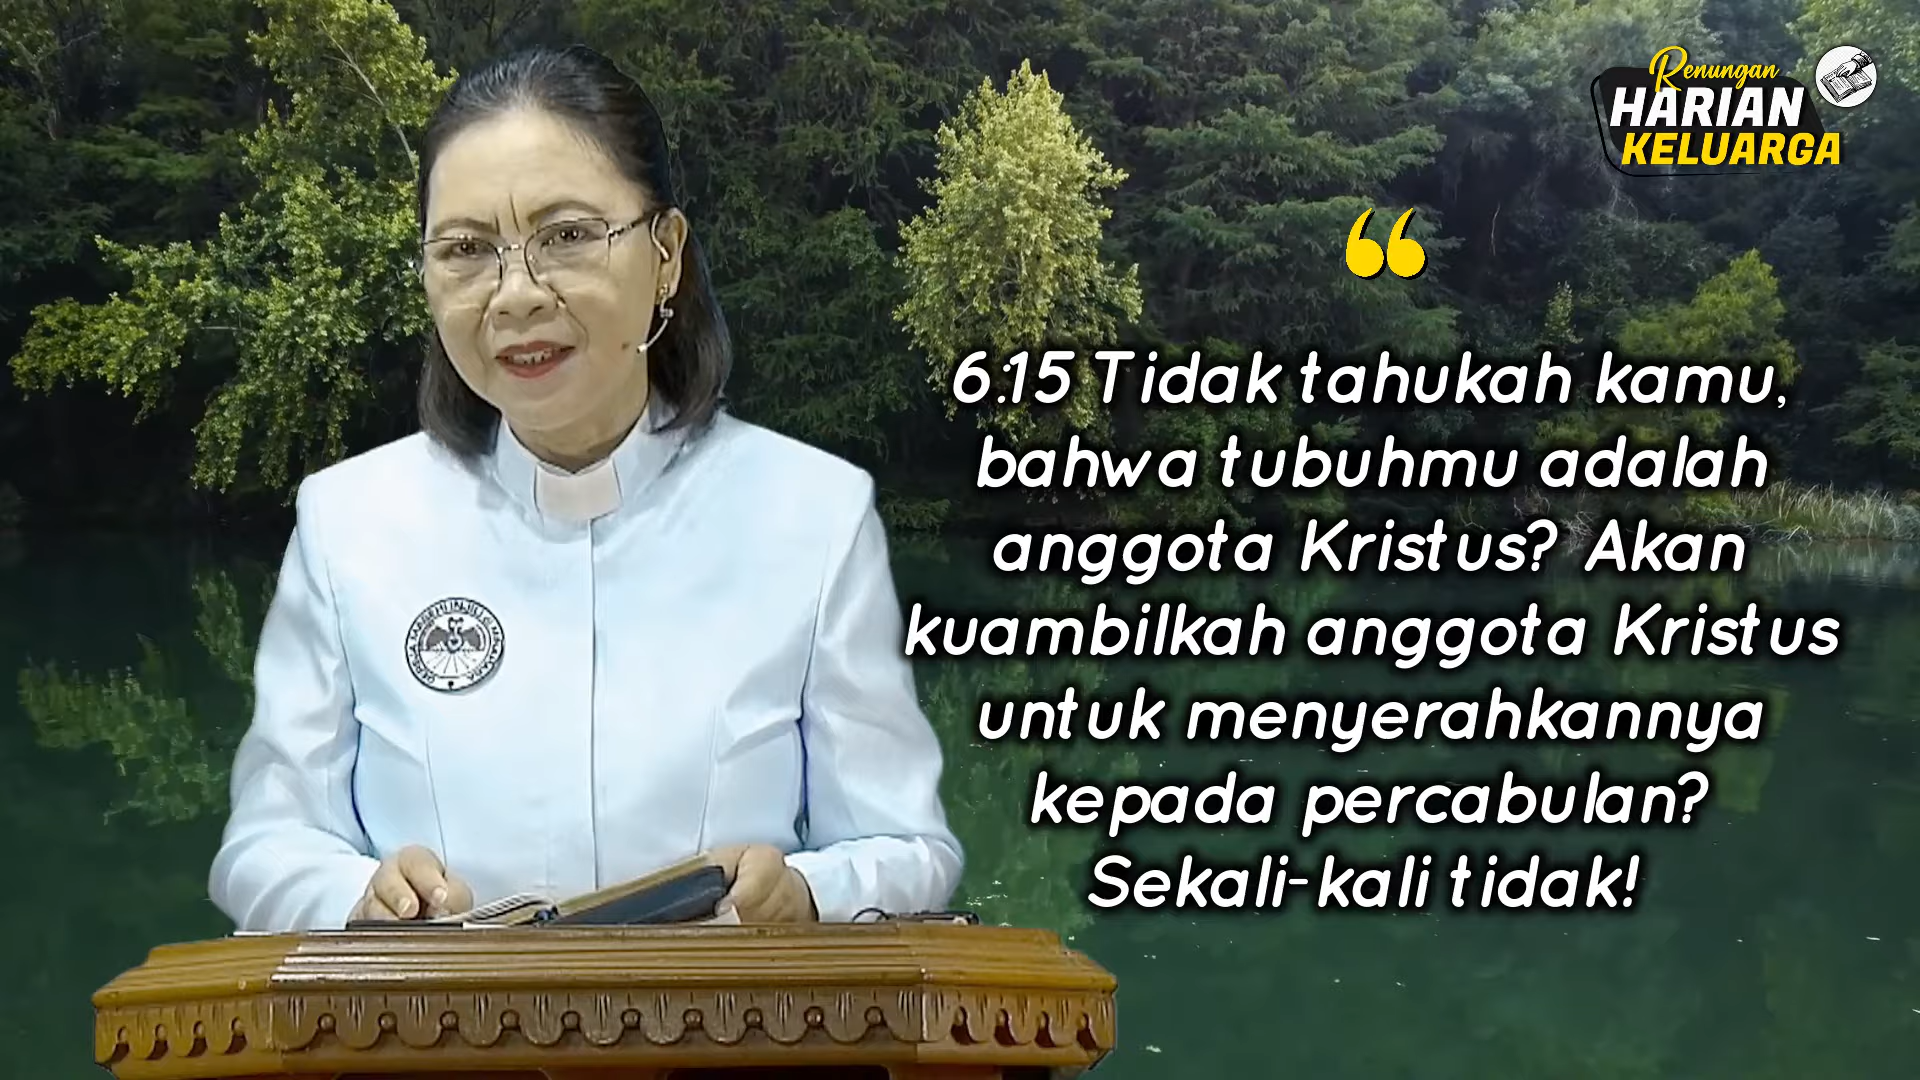 Renungan
HARIAN
KELUARGA
6:15 Tidak tahukah kamu,
bahwa tubuhmu adalah
anggota Kristus? Akan
kuambilkah anggota Kristus
untuk menyerahkannya
kepada percabulan?
Sekali-kali tidak!